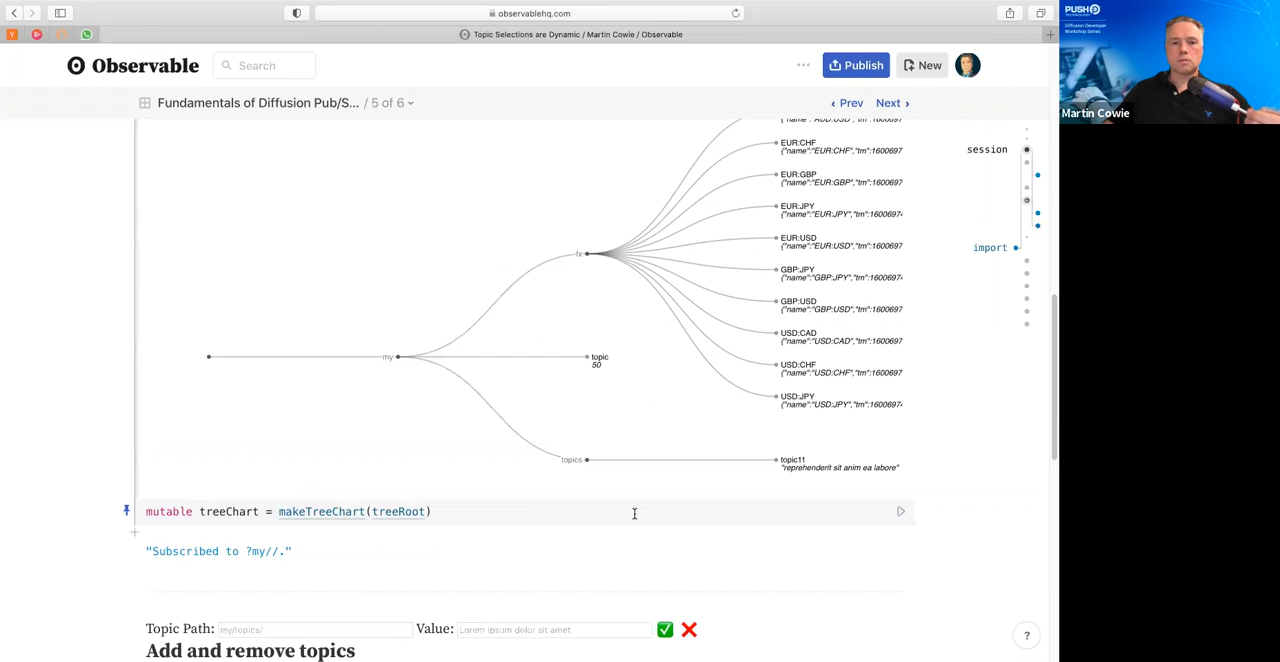 observablehq.com
Topic Selections are Dynamic / Martin Cowie / Observable
Observable
Search
Publish
New
Fundamentals of Diffusion Pub/S... / 5 of 6
‹ Prev
Next ›
EUR:CHF
{"name":"EUR:CHF","tm":1600697
EUR:GBP
{"name":"EUR:GBP","tm":1600697
EUR:JPY
{"name":"EUR:JPY","tm":1600697
EUR:USD
{"name":"EUR:USD","tm":1600697
GBP:JPY
{"name":"GBP:JPY","tm":1600697
GBP:USD
{"name":"GBP:USD","tm":1600697
USD:CAD
{"name":"USD:CAD","tm":1600697
USD:CHF
{"name":"USD:CHF","tm":1600697
USD:JPY
{"name":"USD:JPY","tm":1600697
fx
my
topic
50
topics
topic11
"reprehenderit sit anim ea labore"
session
import
mutable treeChart = makeTreeChart(treeRoot)
"Subscribed to ?my//."
Topic Path: my/topics/ Value: Lorem ipsum dolor sit amet
Add and remove topics
?
PUSH
TECHNOLOGY
Diffusion Developer
Workshop Series
Martin Cowie